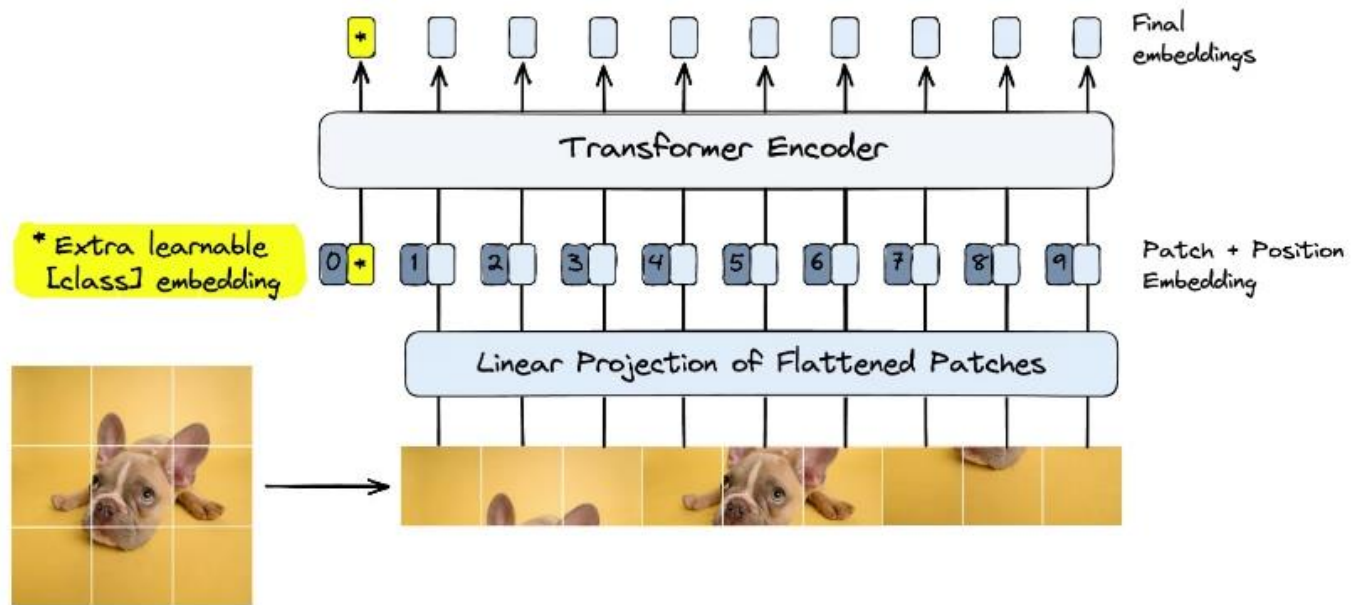 *
Final
embeddings
Transformer Encoder
* Extra learnable
[class] embedding
0 * 1 2 3 4 5 6 7 8 9
Patch + Position
Embedding
Linear Projection of Flattened Patches